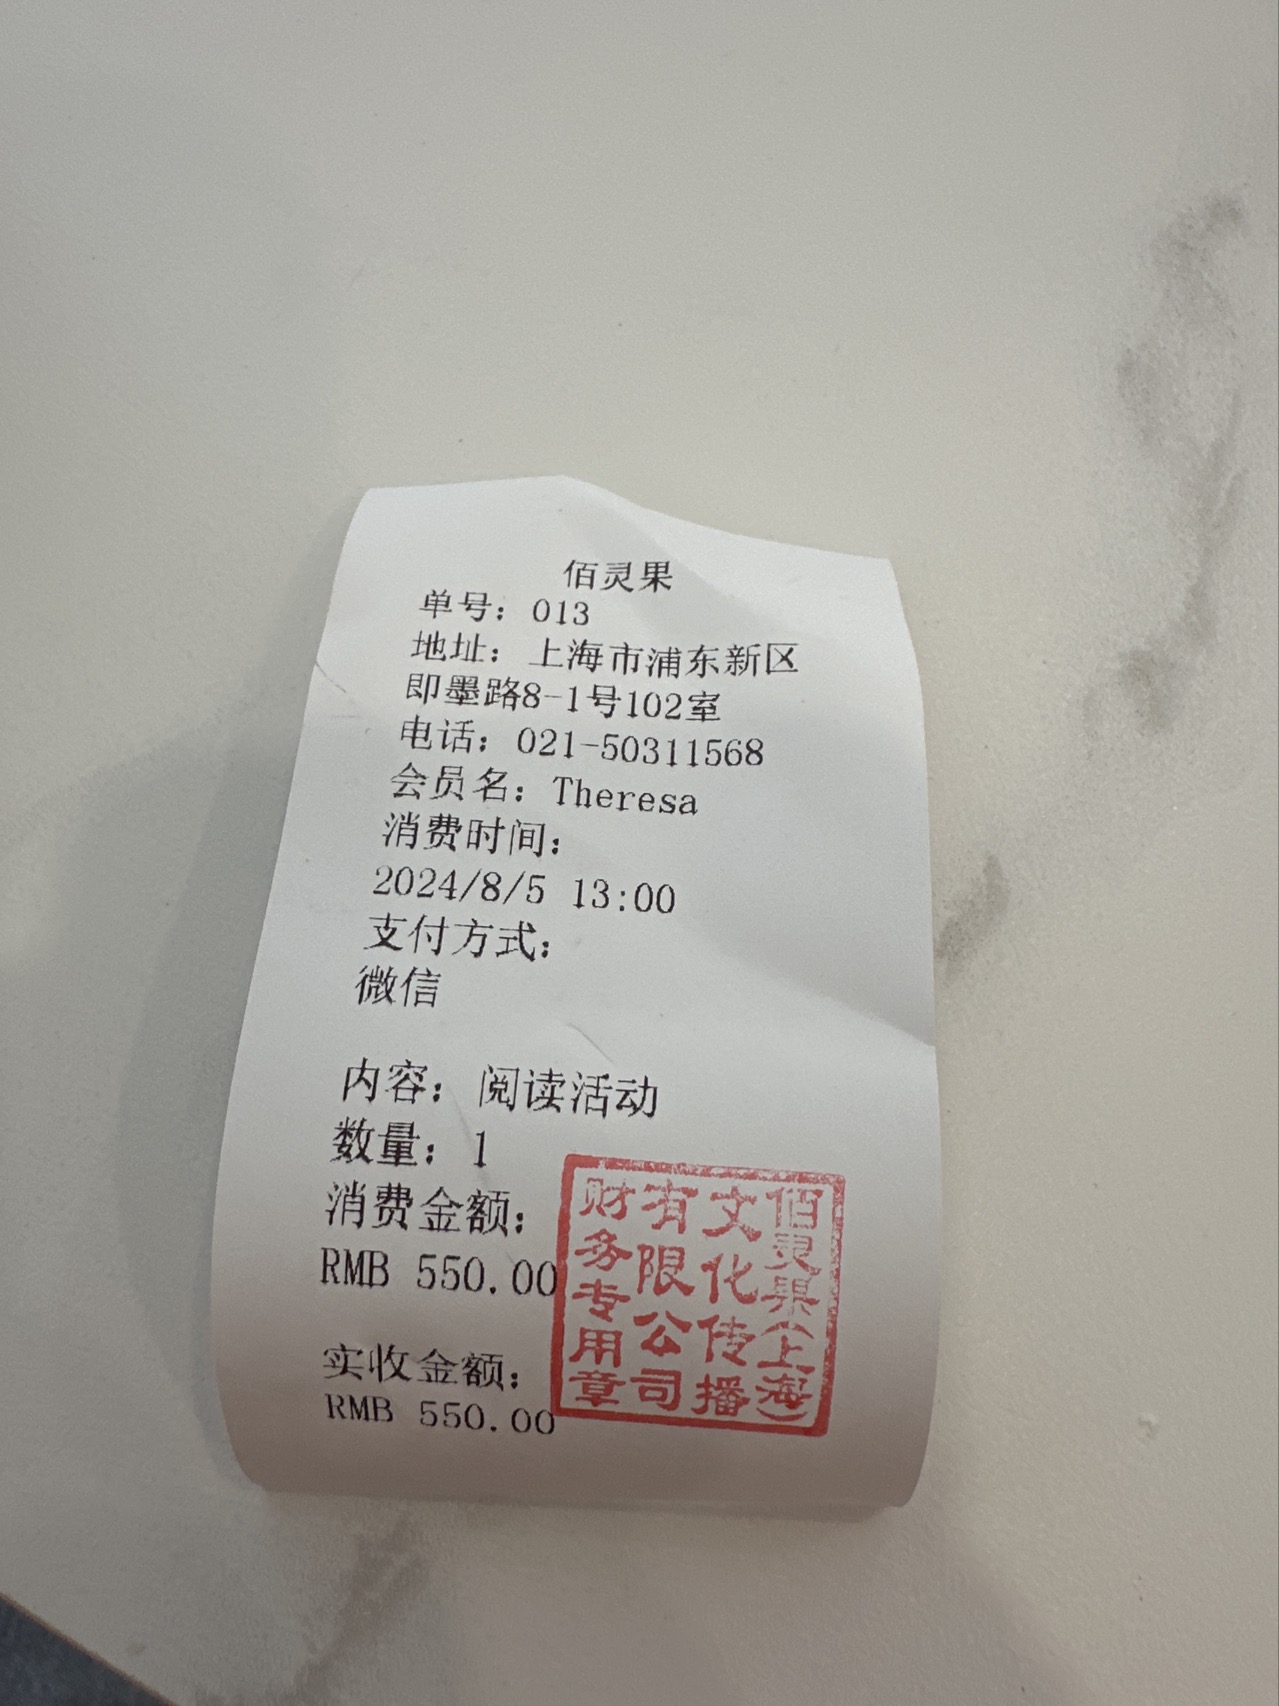 佰灵果
单号：013
地址：上海市浦东新区
即墨路8-1号102室
电话：021-50311568
会员名：Theresa
消费时间：
2024/8/5 13:00
支付方式：
微信
内容：阅读活动
数量：1
消费金额：
RMB 550.00
实收金额：
RMB 550.00
佰灵果(上海)
文化传播
有限公司
财务专用章